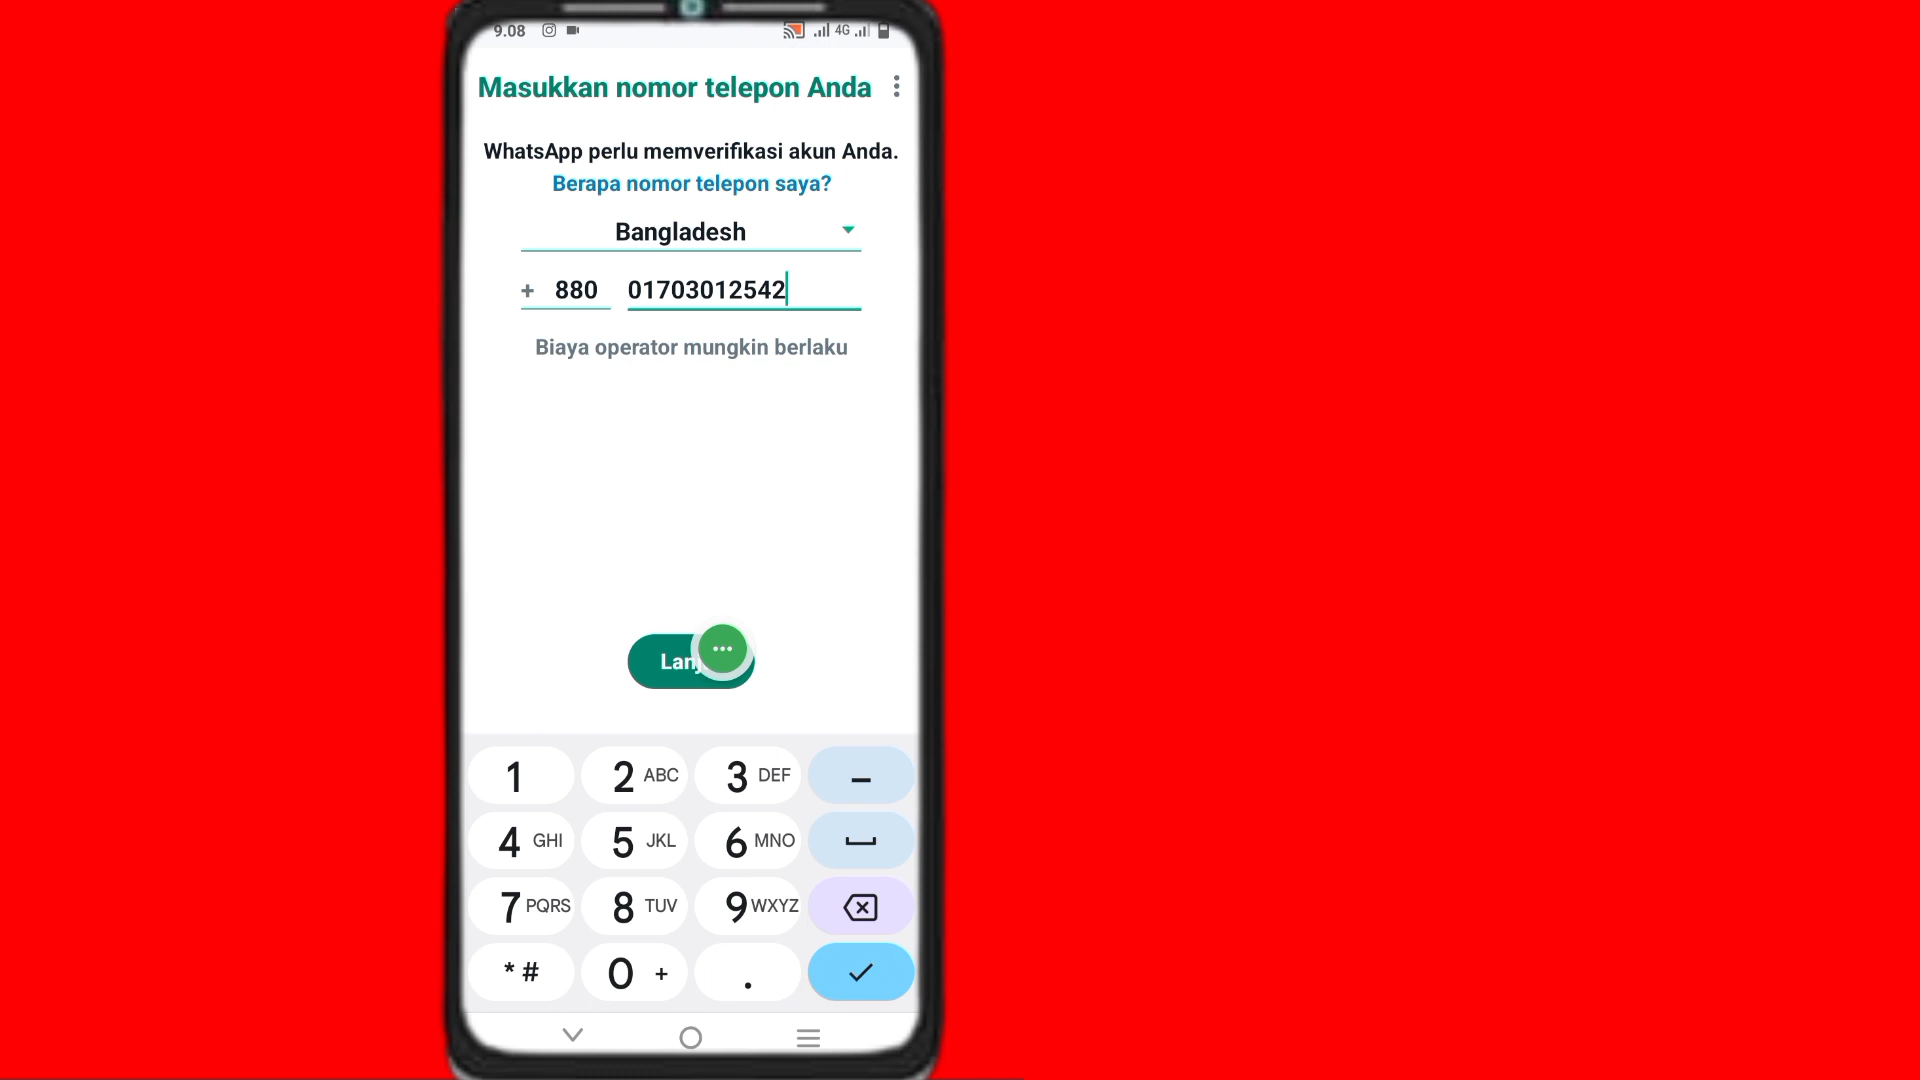 9.08 4G
Masukkan nomor telepon Anda
WhatsApp perlu memverifikasi akun Anda.
Berapa nomor telepon saya?
Bangladesh
+ 880 01703012542
Biaya operator mungkin berlaku
1 2 ABC 3 DEF –
4 GHI 5 JKL 6 MNO
7 PQRS 8 TUV 9 WXYZ
* # 0 + .